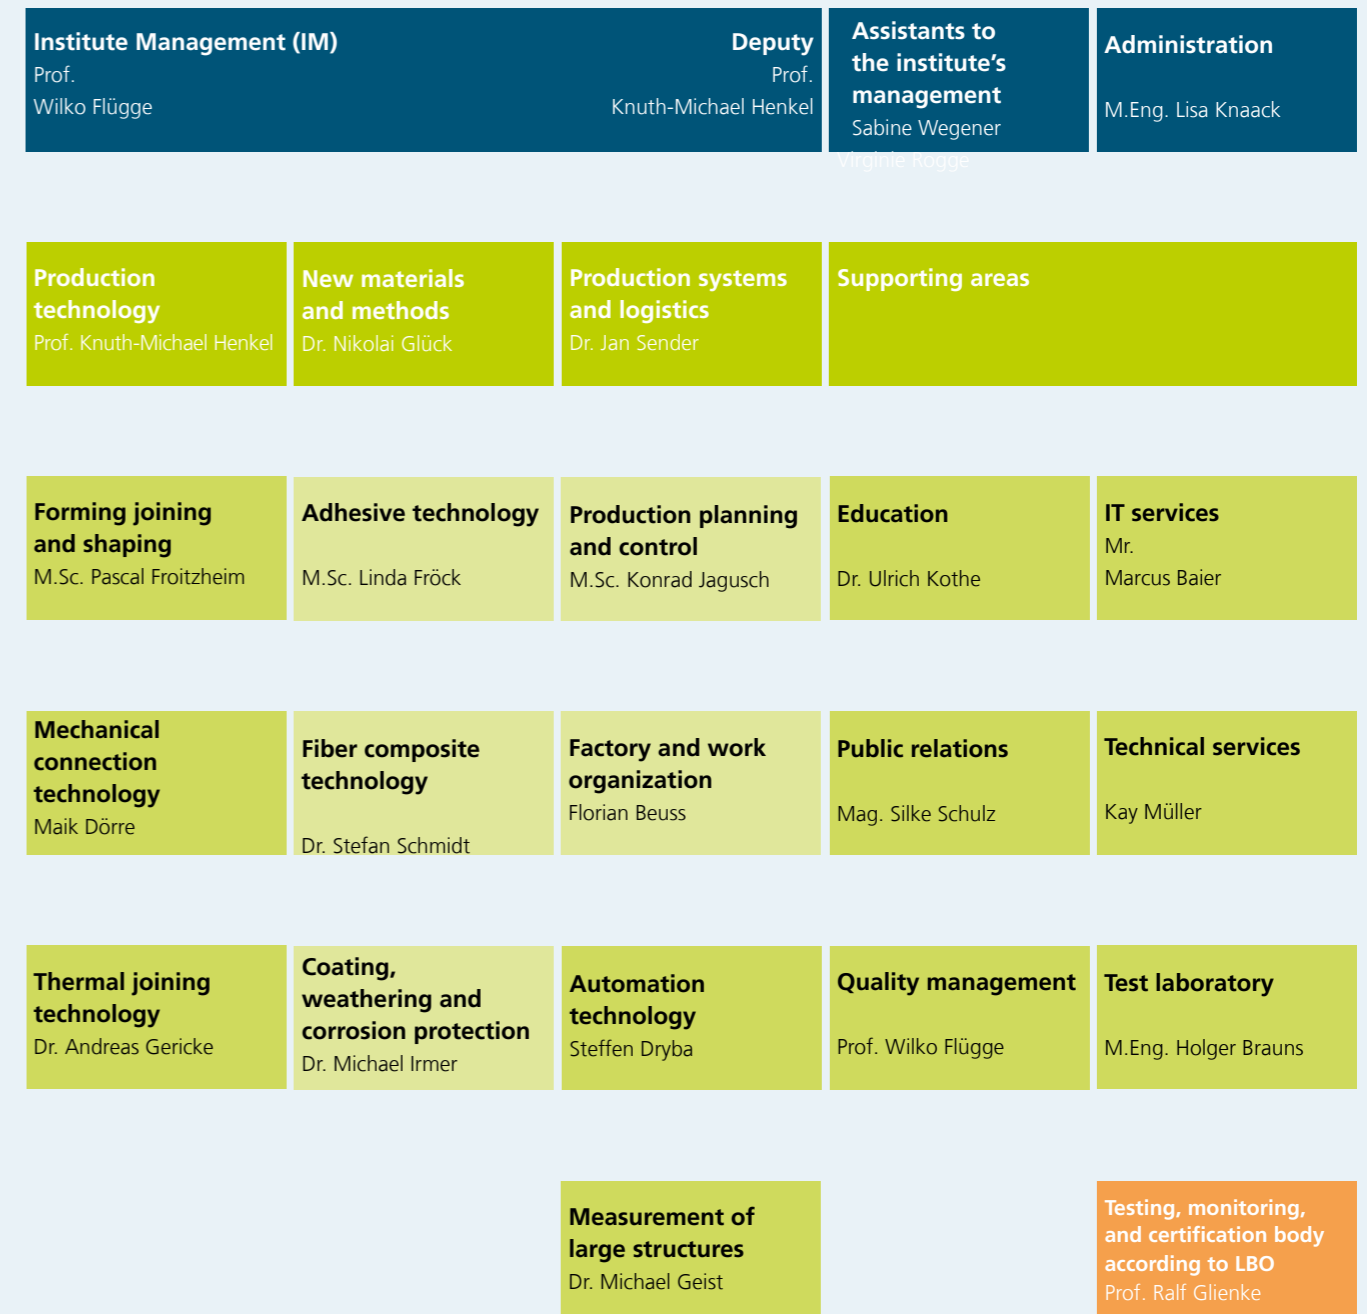 Institute Management (IM)
Prof.
Wilko Flügge
Deputy
Prof.
Knuth-Michael Henkel
Assistants to
the institute’s
management
Sabine Wegener
Virginie Rogge
Administration
M.Eng. Lisa Knaack
Production
technology
Prof. Knuth-Michael Henkel
New materials
and methods
Dr. Nikolai Glück
Production systems
and logistics
Dr. Jan Sender
Supporting areas
Forming joining
and shaping
M.Sc. Pascal Froitzheim
Adhesive technology
M.Sc. Linda Fröck
Production planning
and control
M.Sc. Konrad Jagusch
Education
Dr. Ulrich Kothe
IT services
Mr.
Marcus Baier
Mechanical
connection
technology
Maik Dörre
Fiber composite
technology
Dr. Stefan Schmidt
Factory and work
organization
Florian Beuss
Public relations
Mag. Silke Schulz
Technical services
Kay Müller
Thermal joining
technology
Dr. Andreas Gericke
Coating,
weathering and
corrosion protection
Dr. Michael Irmer
Automation
technology
Steffen Dryba
Quality management
Prof. Wilko Flügge
Test laboratory
M.Eng. Holger Brauns
Measurement of
large structures
Dr. Michael Geist
Testing, monitoring,
and certification body
according to LBO
Prof. Ralf Glienke